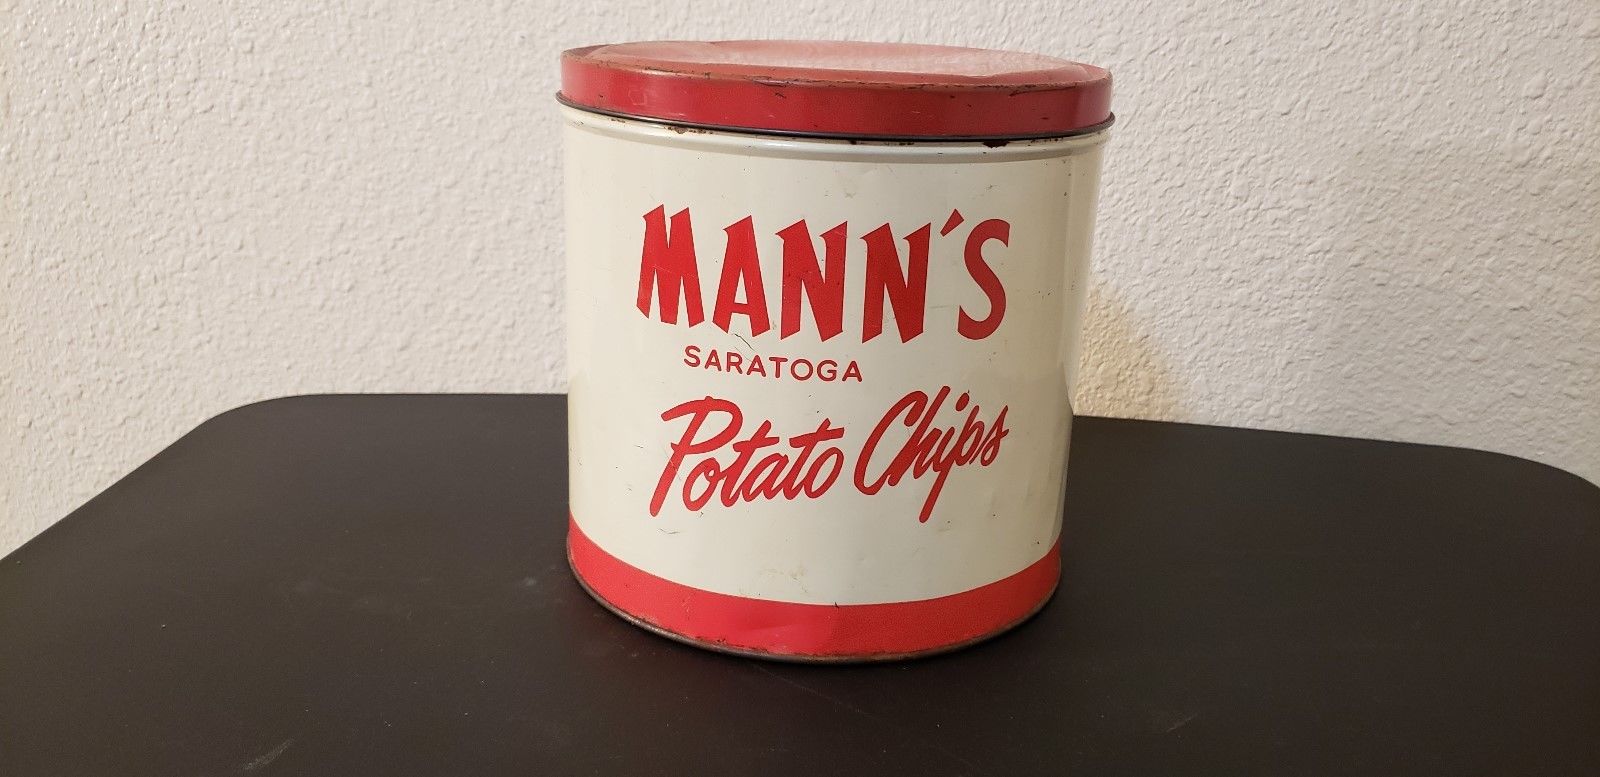 MANN'S
SARATOGA
Potato Chips